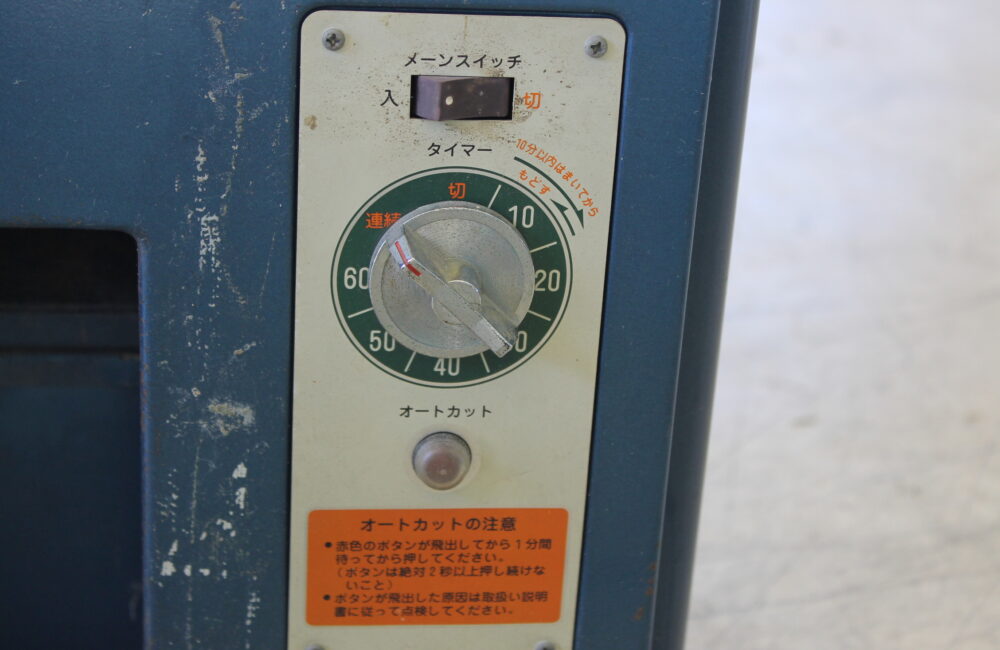 メーンスイッチ
入 切
タイマー
10分以内はまいてから
もどす
切
連続
10
60
20
50
40
オートカット
オートカットの注意
●赤色のボタンが飛出してから1分間
待ってから押してください。
(ボタンは絶対2秒以上押し続けな
いこと)
●ボタンが飛出した原因は取扱い説明
書に従って点検してください。